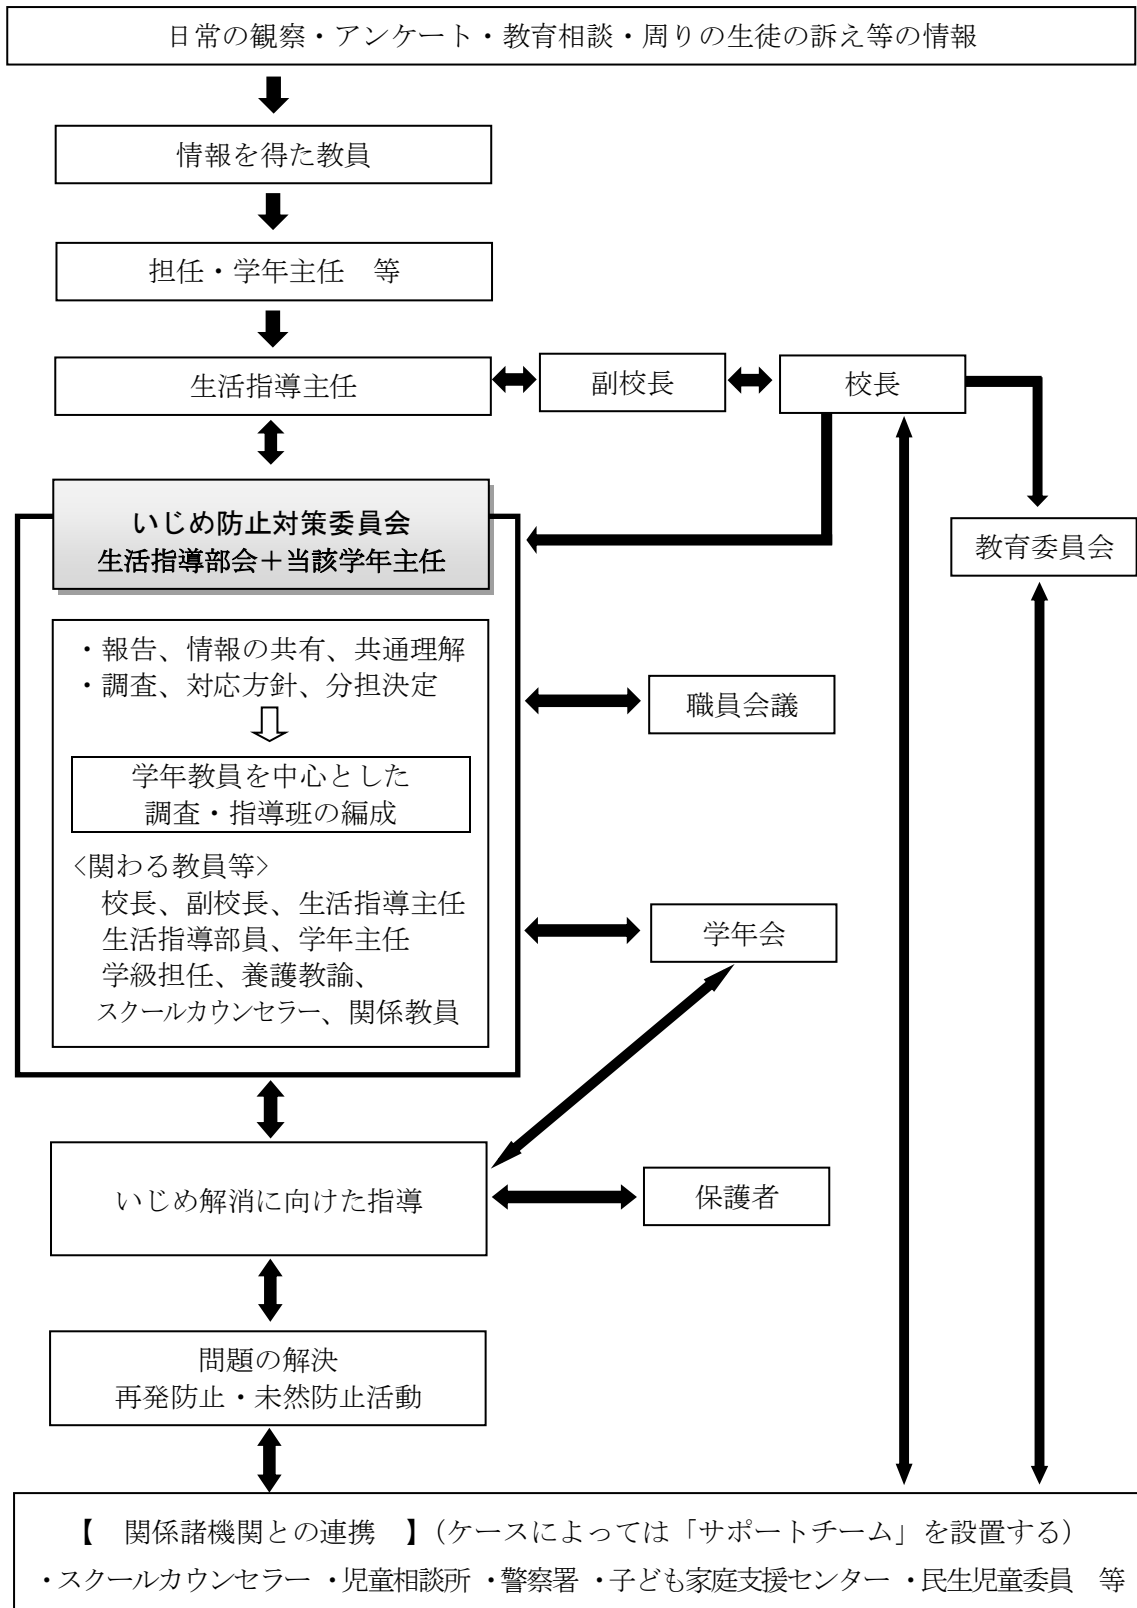 日常の観察・アンケート・教育相談・周りの生徒の訴え等の情報
情報を得た教員
担任・学年主任　等
生活指導主任
副校長
校長
いじめ防止対策委員会
生活指導部会＋当該学年主任
教育委員会
・報告、情報の共有、共通理解
・調査、対応方針、分担決定
職員会議
学年教員を中心とした
調査・指導班の編成
<関わる教員等>
校長、副校長、生活指導主任
生活指導部員、学年主任
学級担任、養護教諭、
スクールカウンセラー、関係教員
学年会
いじめ解消に向けた指導
保護者
問題の解決
再発防止・未然防止活動
【　関係諸機関との連携　】（ケースによっては「サポートチーム」を設置する）
・スクールカウンセラー ・児童相談所 ・警察署 ・子ども家庭支援センター ・民生児童委員　等